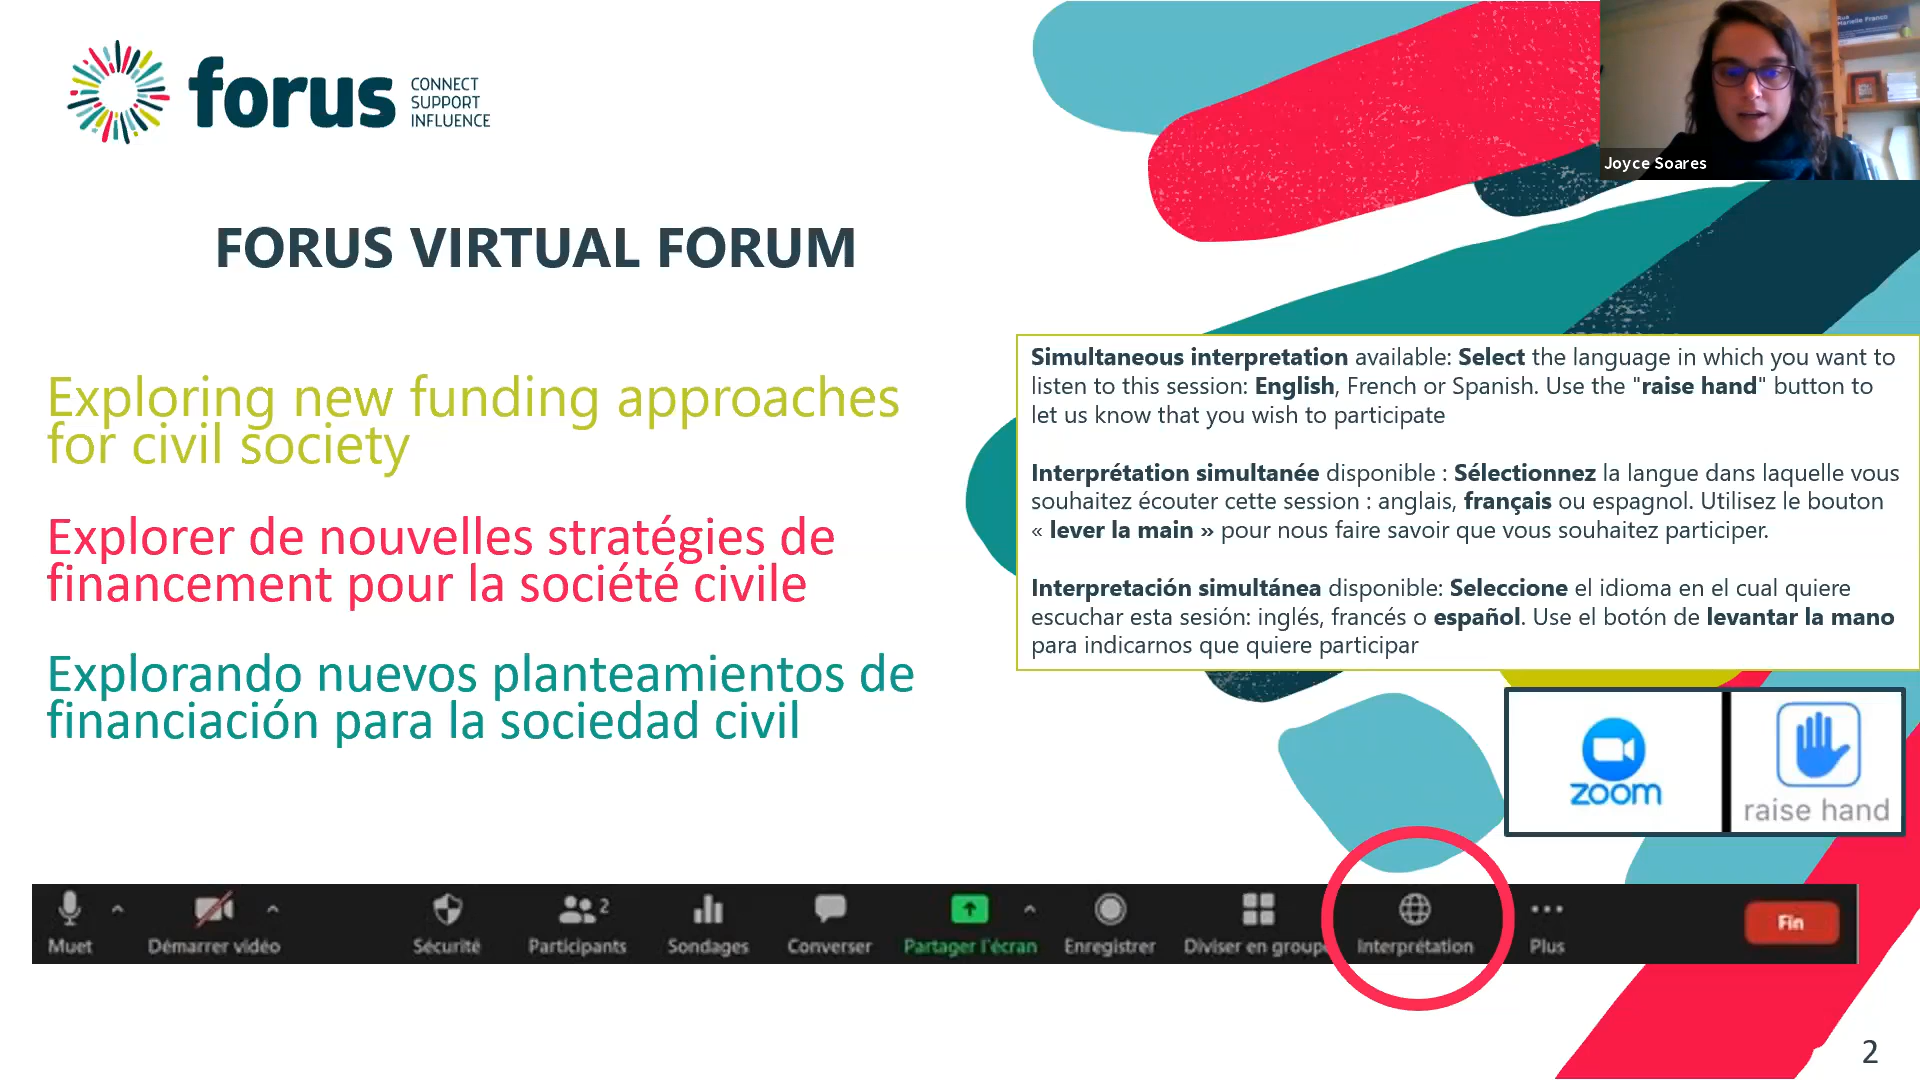 forus CONNECT
SUPPORT
INFLUENCE
Rua
Marielle Franco
Joyce Soares
FORUS VIRTUAL FORUM
Exploring new funding approaches
for civil society
Explorer de nouvelles stratégies de
financement pour la société civile
Explorando nuevos planteamientos de
financiación para la sociedad civil
Simultaneous interpretation available: Select the language in which you want to
listen to this session: English, French or Spanish. Use the "raise hand" button to
let us know that you wish to participate
Interprétation simultanée disponible : Sélectionnez la langue dans laquelle vous
souhaitez écouter cette session : anglais, français ou espagnol. Utilisez le bouton
« lever la main » pour nous faire savoir que vous souhaitez participer.
Interpretación simultánea disponible: Seleccione el idioma en el cual quiere
escuchar esta sesión: inglés, francés o español. Use el botón de levantar la mano
para indicarnos que quiere participar
zoom
raise hand
2
Muet Démarrer vidéo Sécurité Participants Sondages Converser Partager l'écran Enregistrer Diviser en groupe Interprétation Plus Fin
2